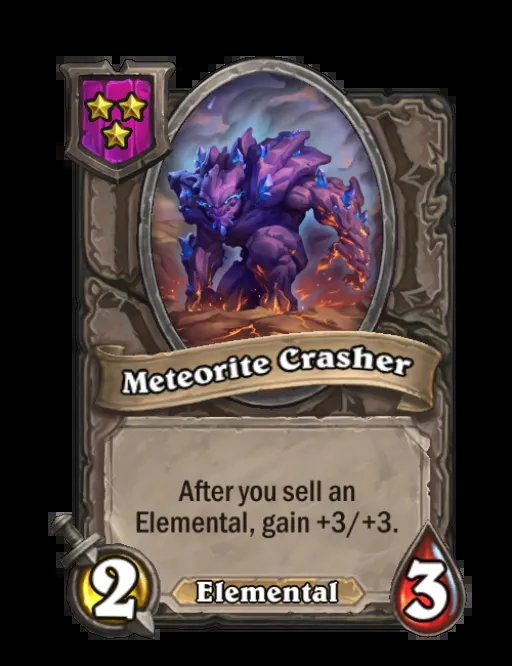 Meteorite Crasher
After you sell an
Elemental, gain +3/+3.
2
Elemental
3